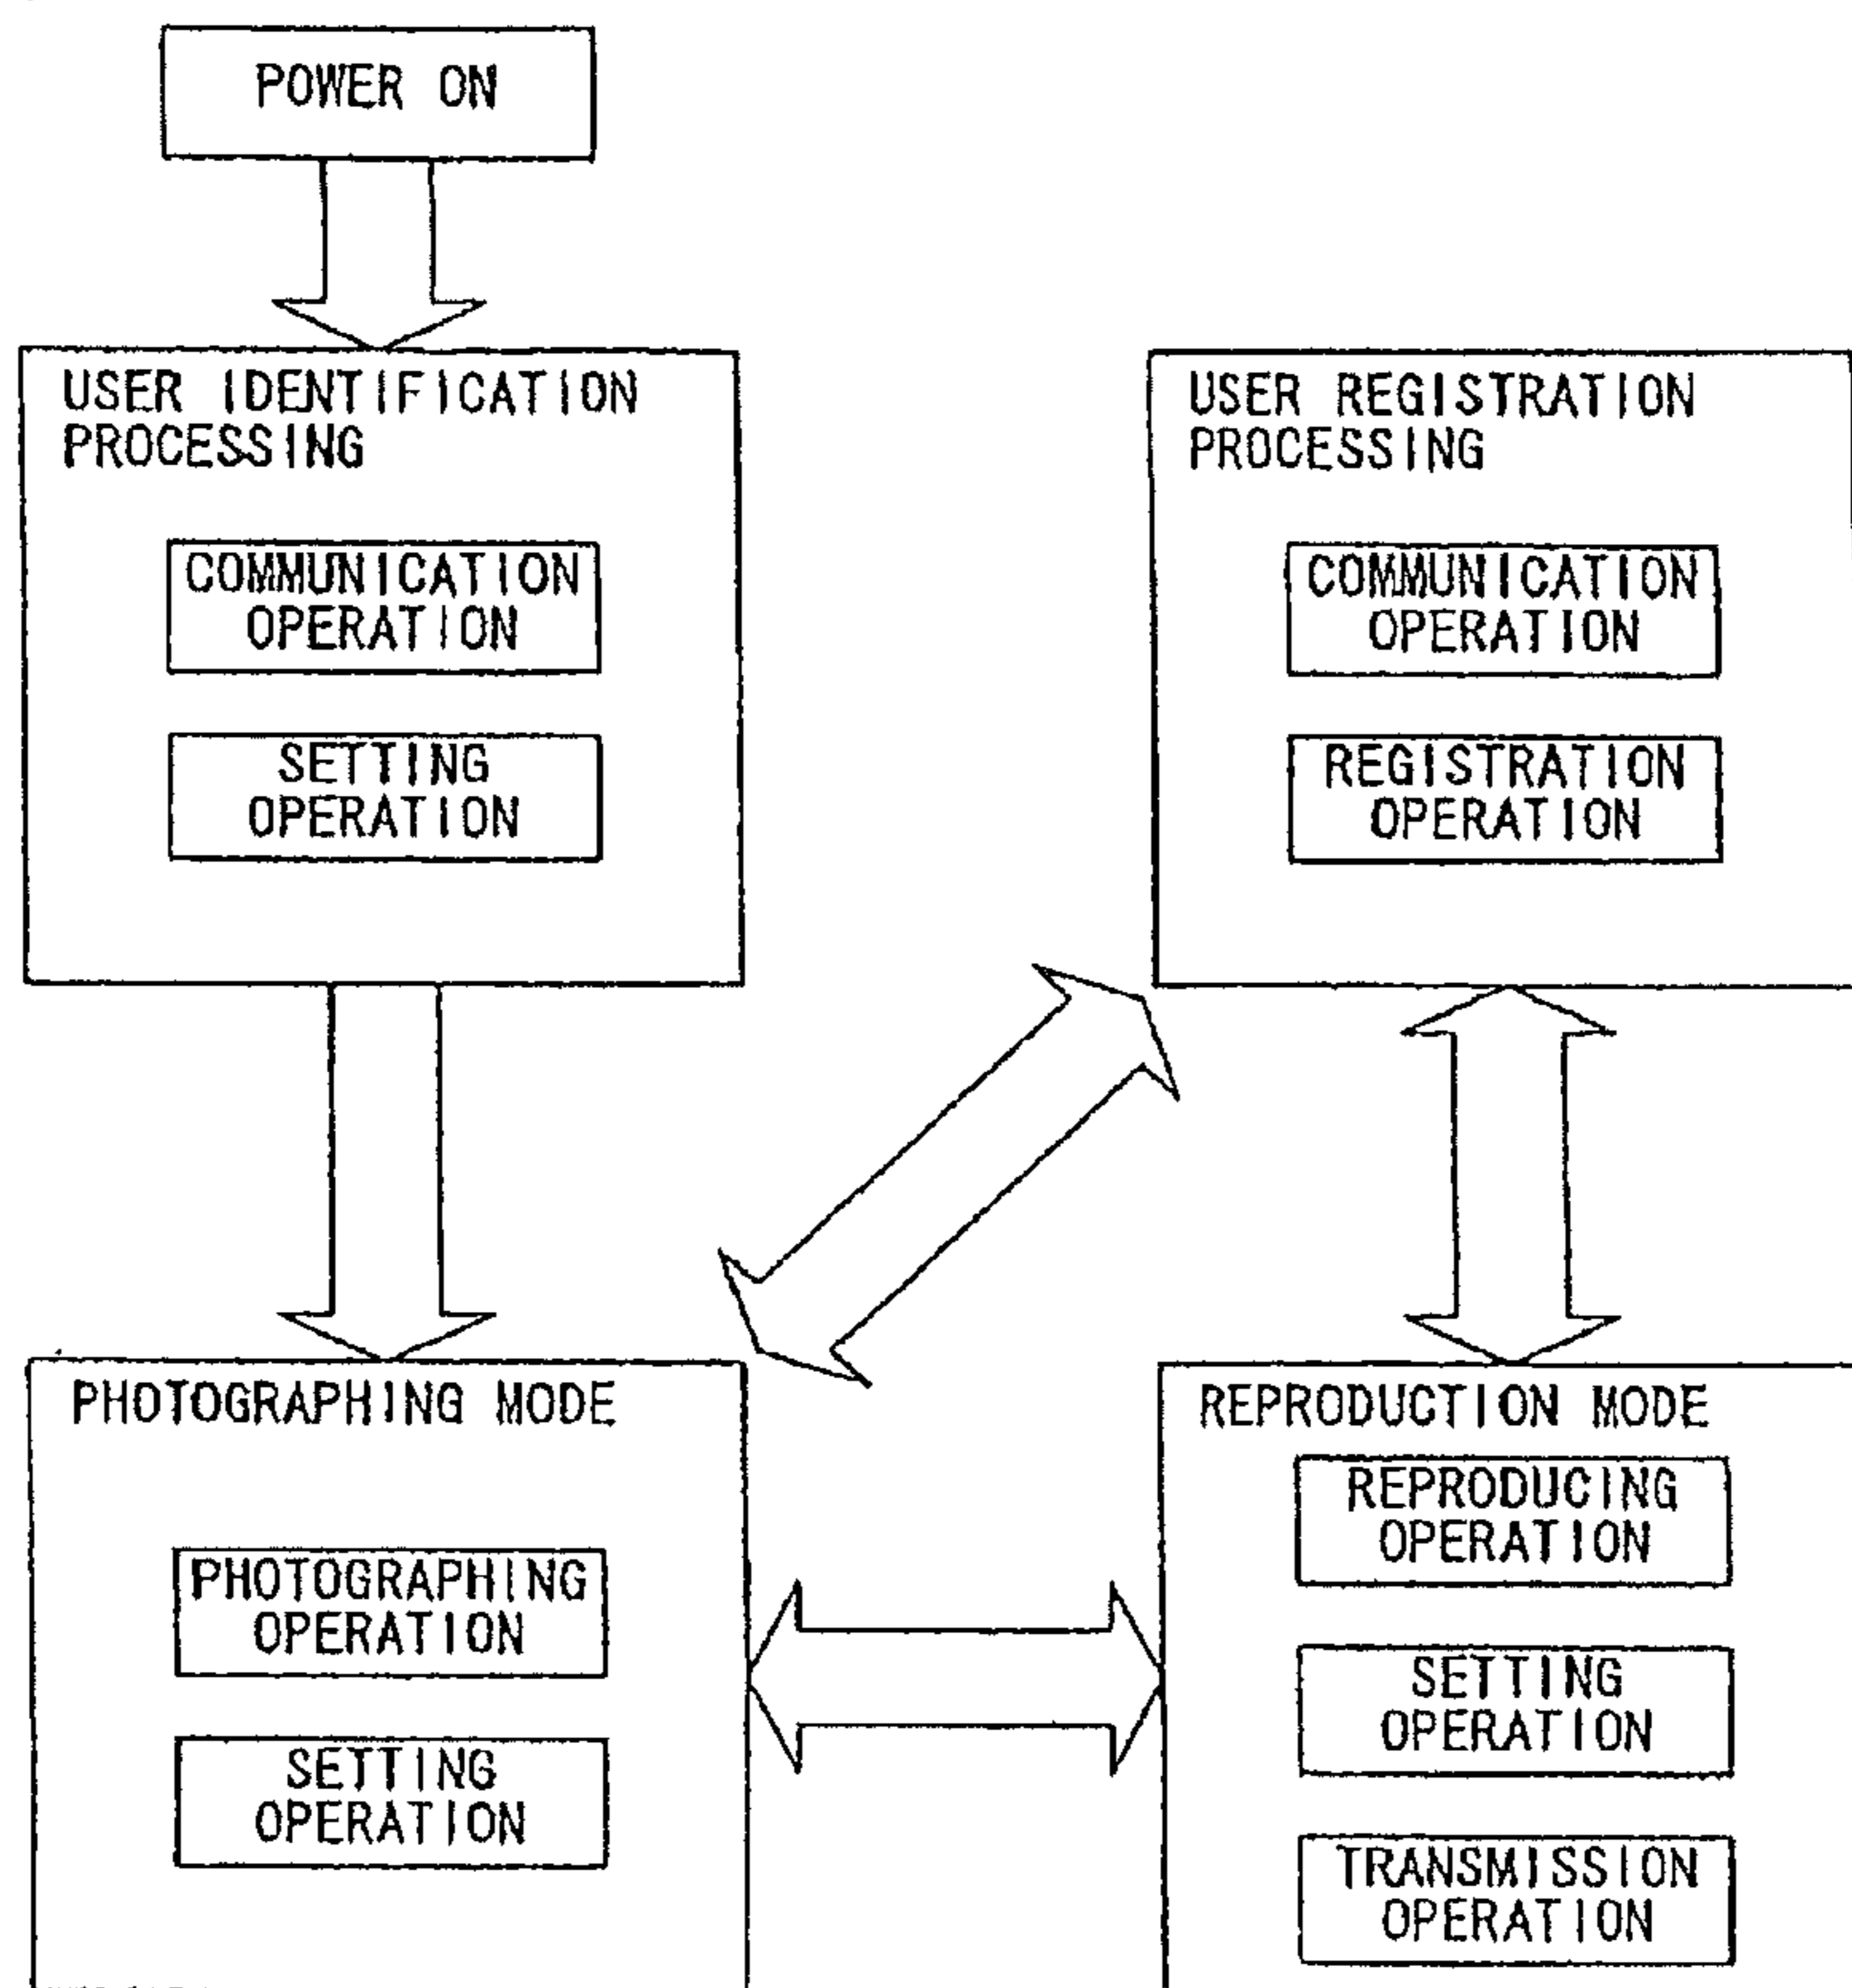 POWER ON
USER IDENTIFICATION
PROCESSING
COMMUNICATION
OPERATION
SETTING
OPERATION
USER REGISTRATION
PROCESSING
COMMUNICATION
OPERATION
REGISTRATION
OPERATION
PHOTOGRAPHING MODE
PHOTOGRAPHING
OPERATION
SETTING
OPERATION
REPRODUCTION MODE
REPRODUCING
OPERATION
SETTING
OPERATION
TRANSMISSION
OPERATION